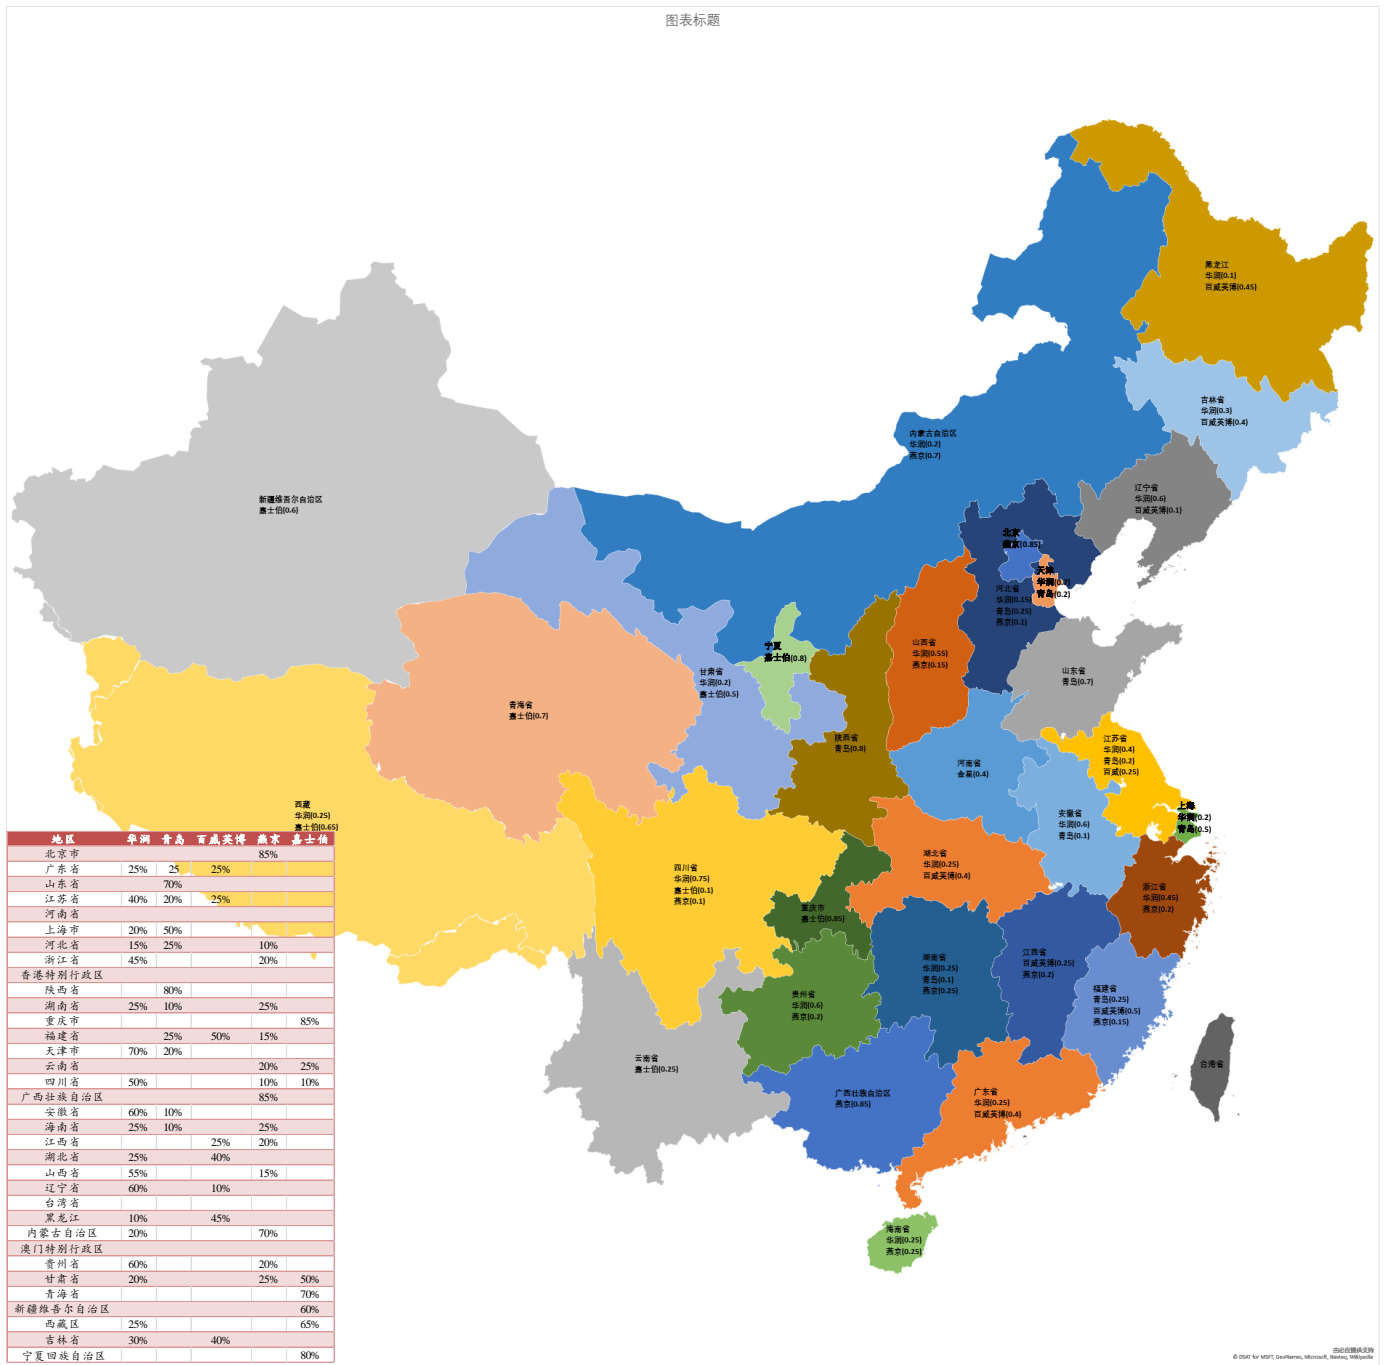 图表标题
黑龙江
华润(0.1)
百威英博(0.45)
吉林省
华润(0.3)
百威英博(0.4)
内蒙古自治区
华润(0.2)
燕京(0.7)
辽宁省
华润(0.6)
百威英博(0.1)
新疆维吾尔自治区
嘉士伯(0.6)
北京
燕京(0.85)
天津
华润(0.7)
青岛(0.2)
河北省
华润(0.15)
青岛(0.25)
燕京(0.1)
山西省
华润(0.55)
燕京(0.15)
宁夏
嘉士伯(0.8)
甘肃省
华润(0.2)
嘉士伯(0.5)
山东省
青岛(0.7)
青海省
嘉士伯(0.7)
陕西省
青岛(0.8)
江苏省
华润(0.4)
青岛(0.2)
百威(0.25)
河南省
金星(0.4)
西藏
华润(0.25)
嘉士伯(0.65)
上海
华润(0.2)
青岛(0.5)
安徽省
华润(0.6)
青岛(0.1)
湖北省
华润(0.25)
百威英博(0.4)
四川省
华润(0.75)
嘉士伯(0.1)
燕京(0.1)
浙江省
华润(0.45)
燕京(0.2)
重庆市
嘉士伯(0.85)
江西省
百威英博(0.25)
燕京(0.2)
湖南省
华润(0.25)
青岛(0.1)
燕京(0.25)
福建省
青岛(0.25)
百威英博(0.5)
燕京(0.15)
贵州省
华润(0.6)
燕京(0.2)
云南省
嘉士伯(0.25)
台湾省
广西壮族自治区
燕京(0.85)
广东省
华润(0.25)
百威英博(0.4)
海南省
华润(0.25)
燕京(0.25)
地区 华润 青岛 百威英博 燕京 嘉士伯
北京市 85%
广东省 25% 25 25%
山东省 70%
江苏省 40% 20% 25%
河南省
上海市 20% 50%
河北省 15% 25% 10%
浙江省 45% 20%
香港特别行政区
陕西省 80%
湖南省 25% 10% 25%
重庆市 85%
福建省 25% 50% 15%
天津市 70% 20%
云南省 20% 25%
四川省 50% 10% 10%
广西壮族自治区 85%
安徽省 60% 10%
海南省 25% 10% 25%
江西省 25% 20%
湖北省 25% 40%
山西省 55% 15%
辽宁省 60% 10%
台湾省
黑龙江 10% 45%
内蒙古自治区 20% 70%
澳门特别行政区
贵州省 60% 20%
甘肃省 20% 25% 50%
青海省 70%
新疆维吾尔自治区 60%
西藏区 25% 65%
吉林省 30% 40%
宁夏回族自治区 80%
由必应提供支持
© DSAT for MSFT, GeoNames, Microsoft, Navteq, Wikipedia